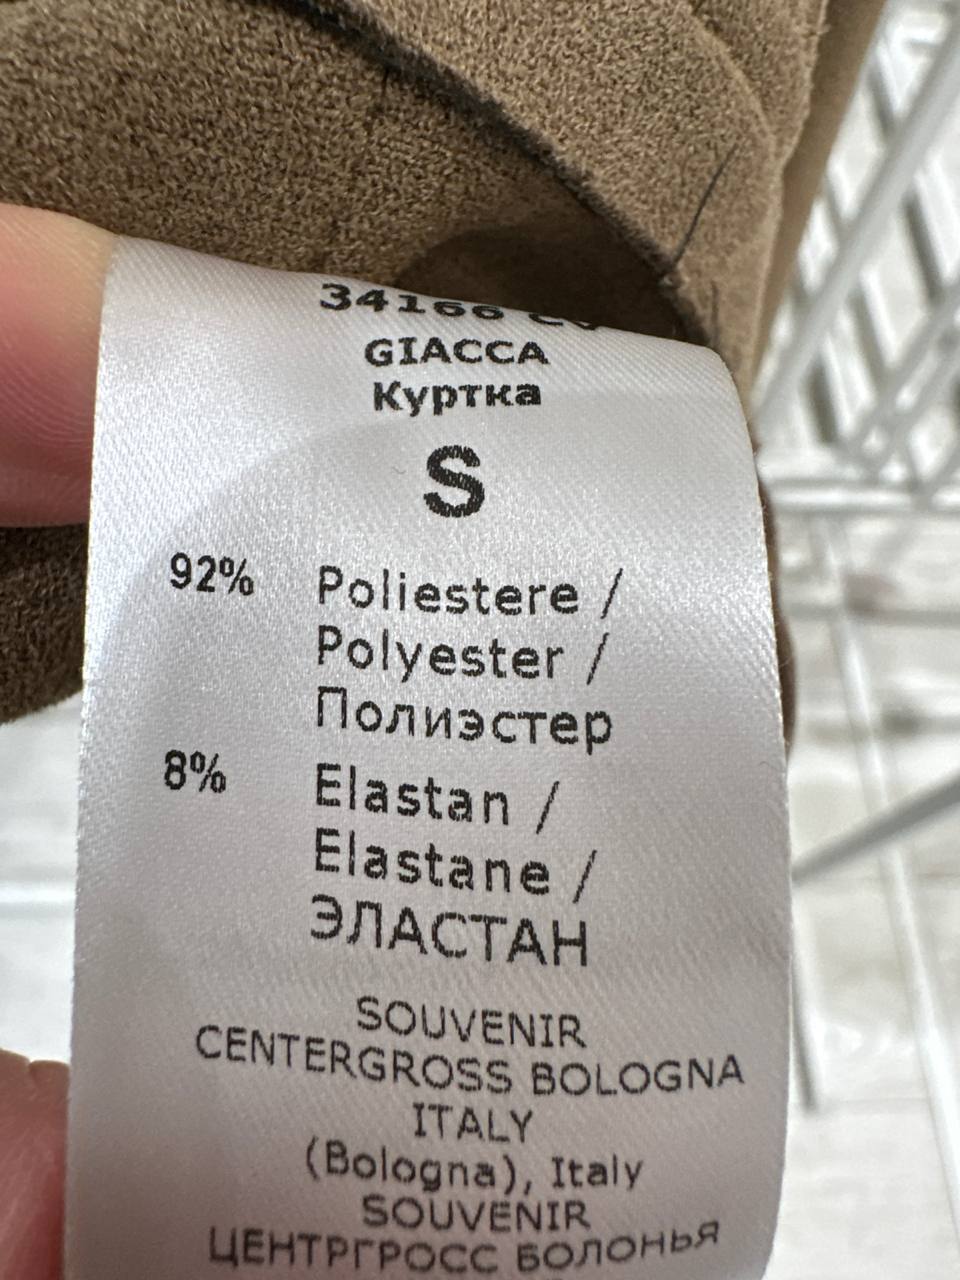 34166
GIACCA
Куртка
S
92% Poliestere /
Polyester /
Полиэстер
8% Elastan /
Elastane /
ЭЛАСТАН
SOUVENIR
CENTERGROSS BOLOGNA
ITALY
(Bologna), Italy
SOUVENIR
ЦЕНТРГРОСС БОЛОНЬЯ